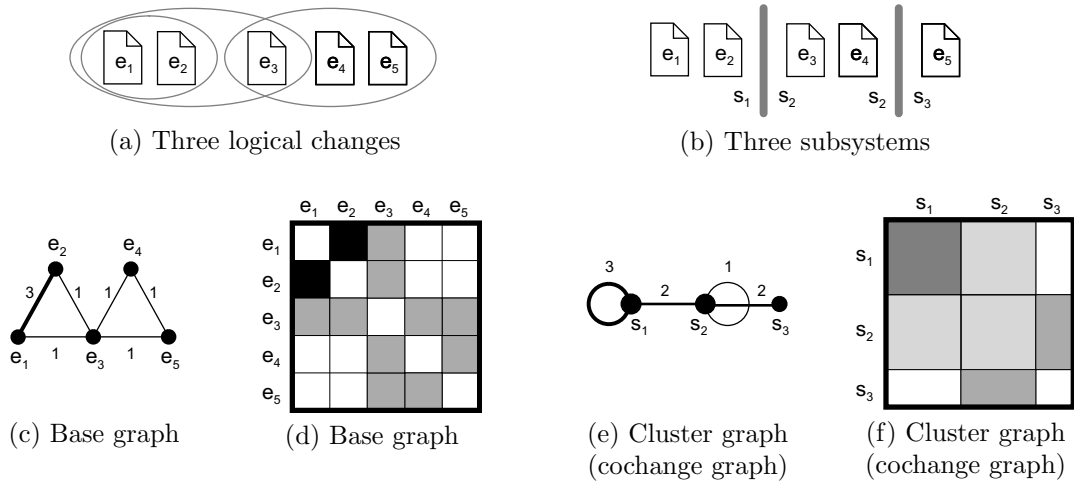 e1 e2 e3 e4 e5
(a) Three logical changes
e1 e2 e3 e4 e5
s1 s2 s2 s3
(b) Three subsystems
e2 e4
3 1 1 1
e1 1 e3 1 e5
(c) Base graph
e1 e2 e3 e4 e5
e1
e2
e3
e4
e5
(d) Base graph
3 1
2 2
s1 s2 s3
(e) Cluster graph
(cochange graph)
s1 s2 s3
s1
s2
s3
(f) Cluster graph
(cochange graph)